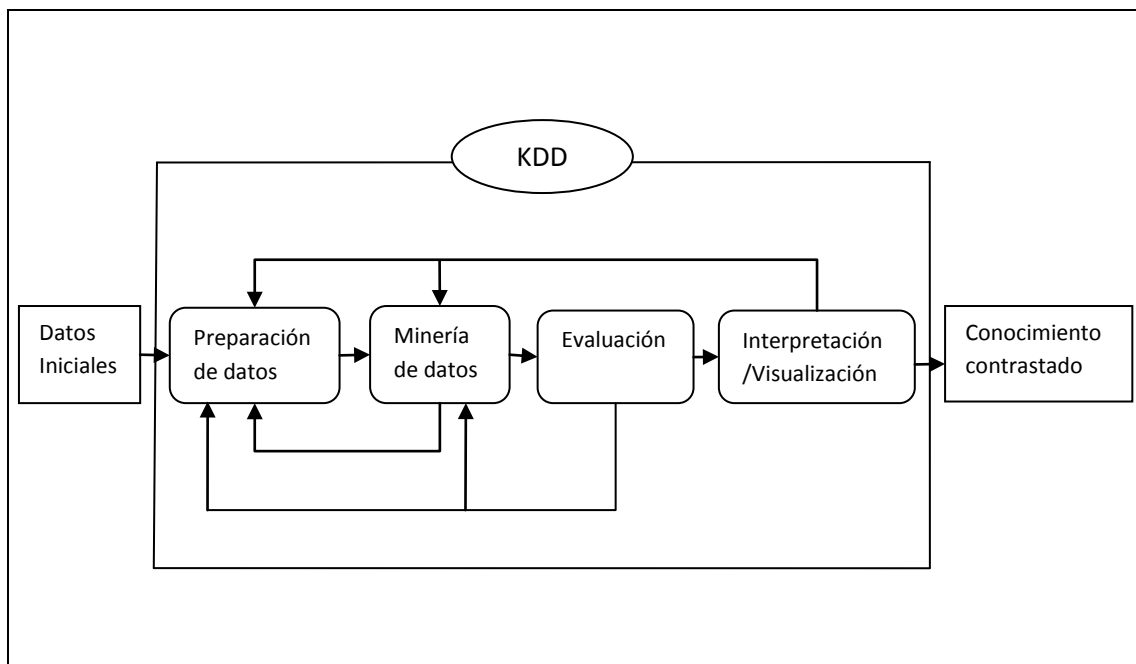 KDD
Datos
Iniciales
Preparación
de datos
Minería
de datos
Evaluación
Interpretación
/Visualización
Conocimiento
contrastado